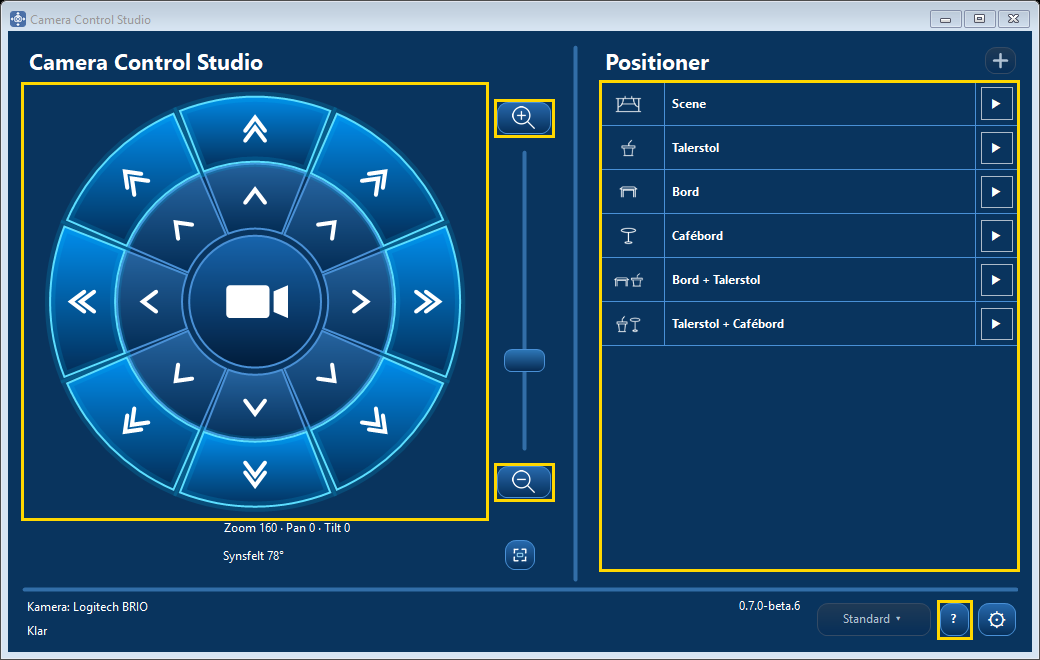 Camera Control Studio
Camera Control Studio
Zoom 160 · Pan 0 · Tilt 0
Synsfelt 78°
Positioner
Scene
Talerstol
Bord
Cafébord
Bord + Talerstol
Talerstol + Cafébord
Kamera: Logitech BRIO
Klar
0.7.0-beta.6
Standard
?